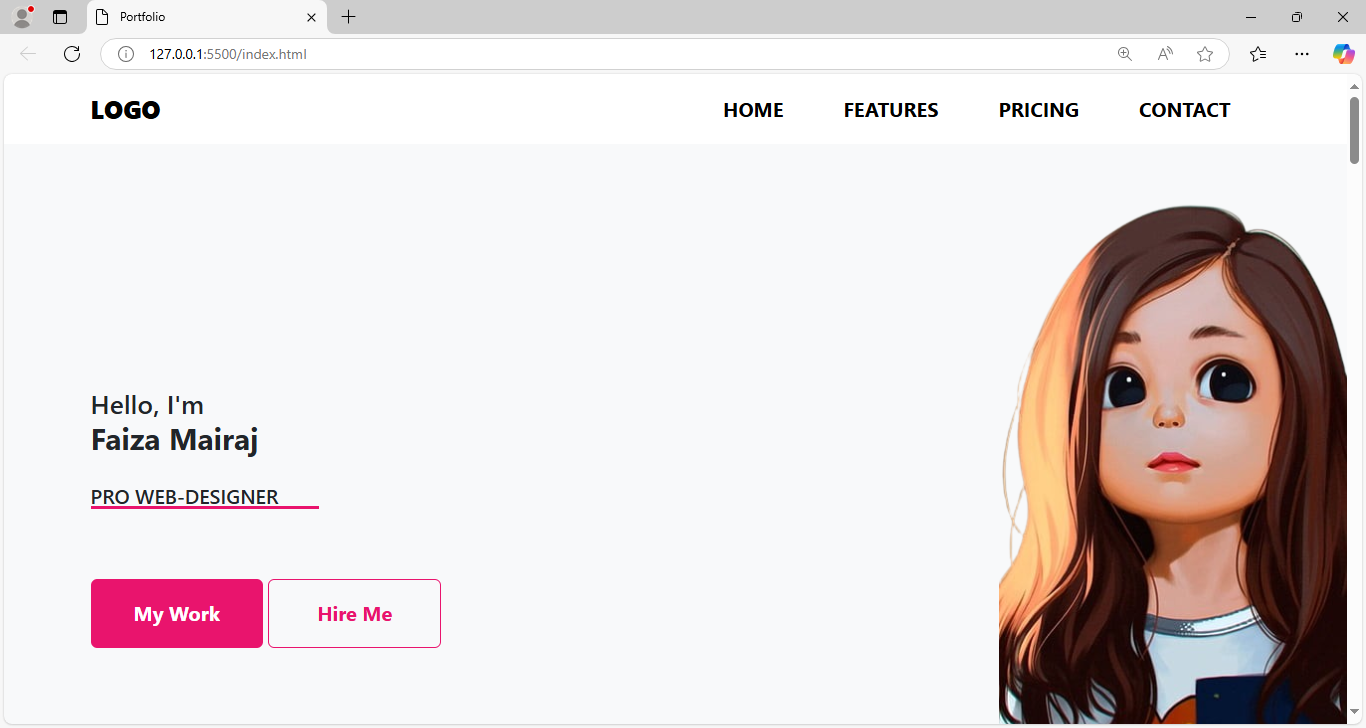 Portfolio
127.0.0.1:5500/index.html
LOGO HOME FEATURES PRICING CONTACT
Hello, I'm
Faiza Mairaj
PRO WEB-DESIGNER
My Work Hire Me